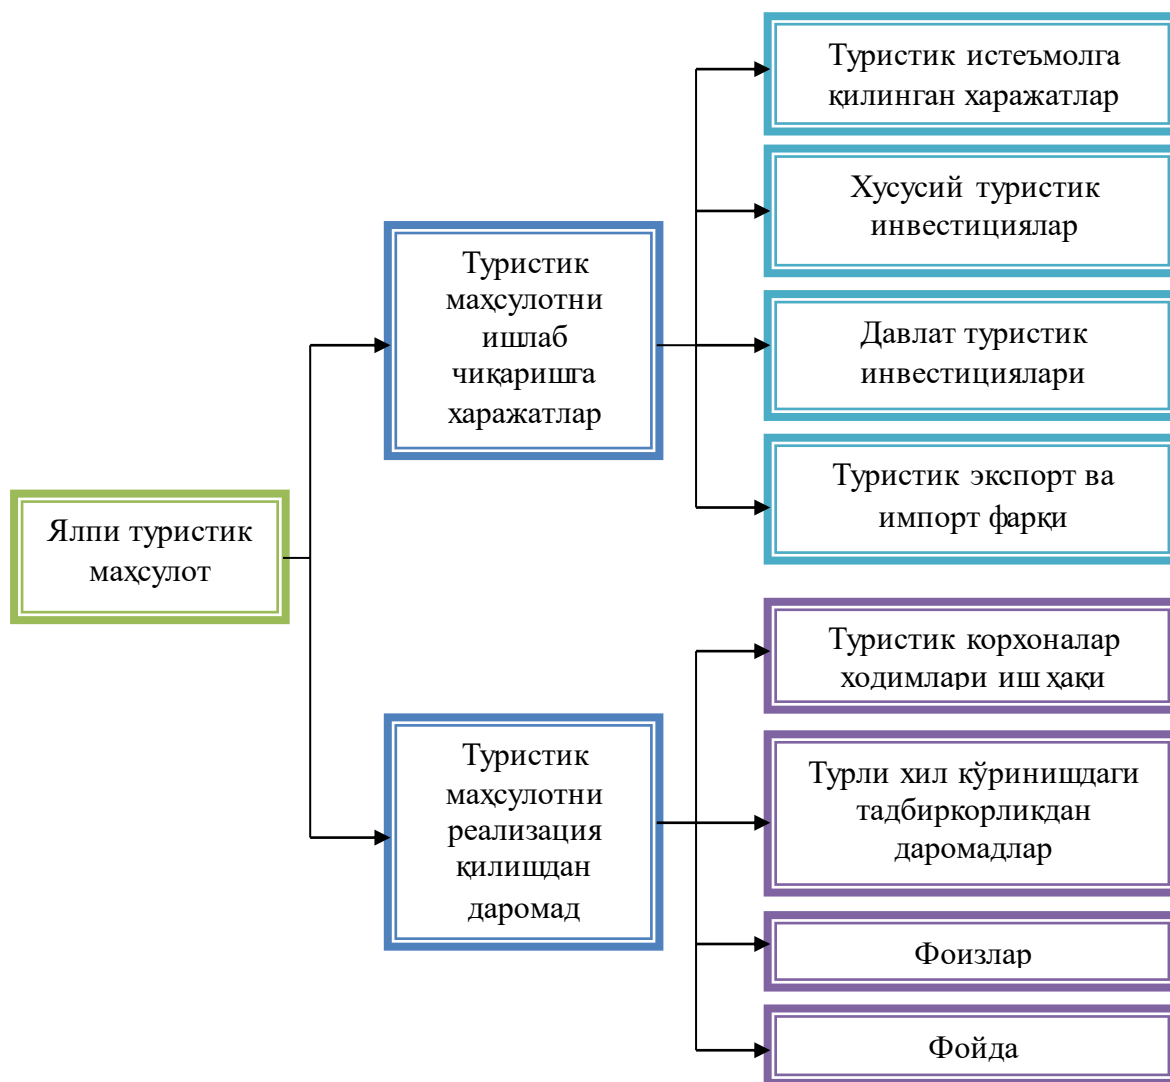 Туристик истеъмолга
қилинган харажатлар
Хусусий туристик
инвестициялар
Туристик
маҳсулотни
ишлаб
чиқаришга
харажатлар
Давлат туристик
инвестициялари
Туристик экспорт ва
импорт фарқи
Ялпи туристик
маҳсулот
Туристик корхоналар
ходимлари иш ҳақи
Туристик
маҳсулотни
реализация
қилишдан
даромад
Турли хил кўринишдаги
тадбиркорликдан
даромадлар
Фоизлар
Фойда